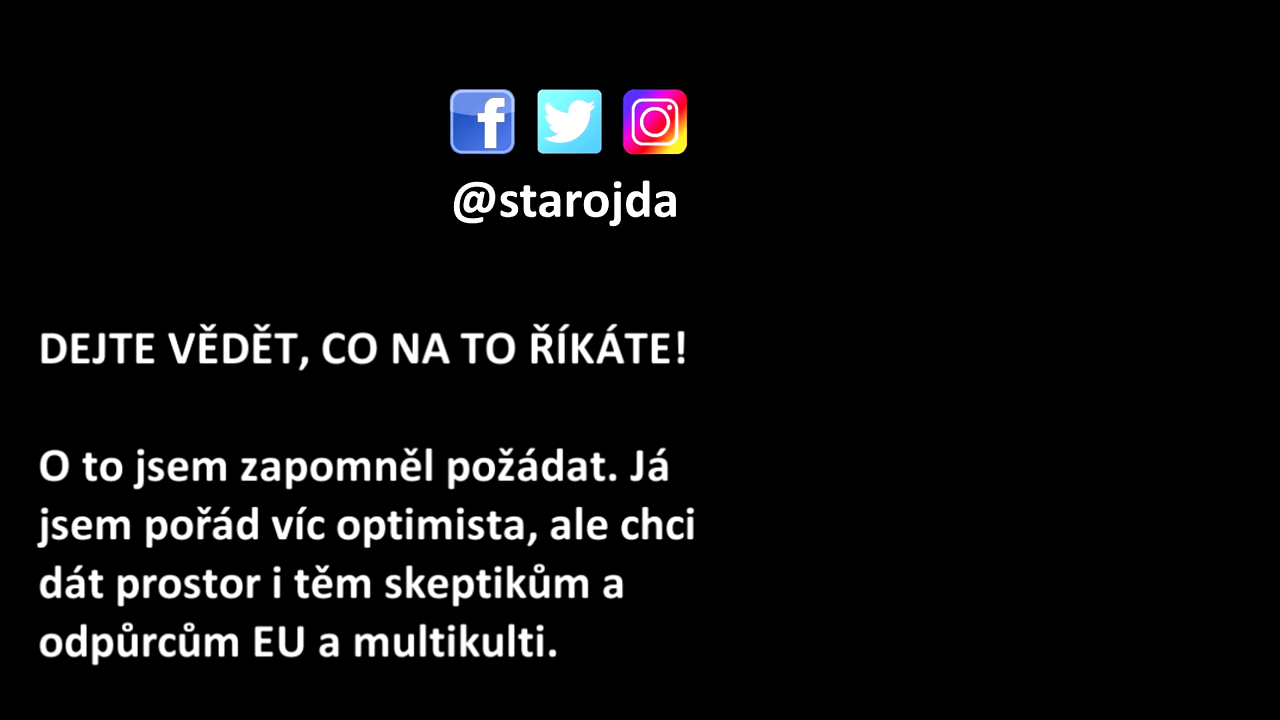 @starojda
DEJTE VĚDĚT, CO NA TO ŘÍKÁTE!
O to jsem zapomněl požádat. Já
jsem pořád víc optimista, ale chci
dát prostor i těm skeptikům a
odpůrcům EU a multikulti.